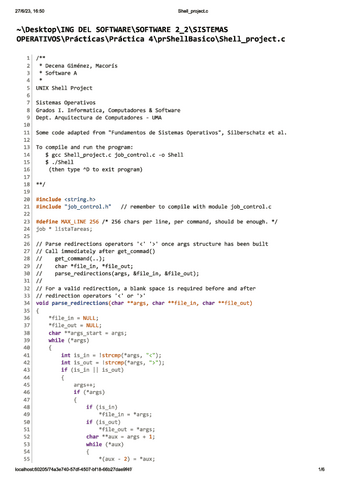 27/6/23, 16:50 Shell_project.c
~\Desktop\ING DEL SOFTWARE\SOFTWARE 2_2\SISTEMAS
OPERATIVOS\Prácticas\Práctica 4\prShellBasico\Shell_project.c
1 /**
2 * Decena Giménez, Macorís
3 * Software A
4 *
5 UNIX Shell Project
6
7 Sistemas Operativos
8 Grados I. Informatica, Computadores & Software
9 Dept. Arquitectura de Computadores - UMA
10
11 Some code adapted from "Fundamentos de Sistemas Operativos", Silberschatz et al.
12
13 To compile and run the program:
14 $ gcc Shell_project.c job_control.c -o Shell
15 $ ./Shell
16 (then type ^D to exit program)
17
18 **/
19
20 #include <string.h>
21 #include "job_control.h" // remember to compile with module job_control.c
22
23 #define MAX_LINE 256 /* 256 chars per line, per command, should be enough. */
24 job * listaTareas;
25
26 // Parse redirections operators '<' '>' once args structure has been built
27 // Call immediately after get_commad()
28 // get_command(..);
29 // char *file_in, *file_out;
30 // parse_redirections(args, &file_in, &file_out);
31 //
32 // For a valid redirection, a blank space is required before and after
33 // redirection operators '<' or '>'
34 void parse_redirections(char **args, char **file_in, char **file_out)
35 {
36 *file_in = NULL;
37 *file_out = NULL;
38 char **args_start = args;
39 while (*args)
40 {
41 int is_in = !strcmp(*args, "<");
42 int is_out = !strcmp(*args, ">");
43 if (is_in || is_out)
44 {
45 args++;
46 if (*args)
47 {
48 if (is_in)
49 *file_in = *args;
50 if (is_out)
51 *file_out = *args;
52 char **aux = args + 1;
53 while (*aux)
54 {
55 *(aux - 2) = *aux;
1/6